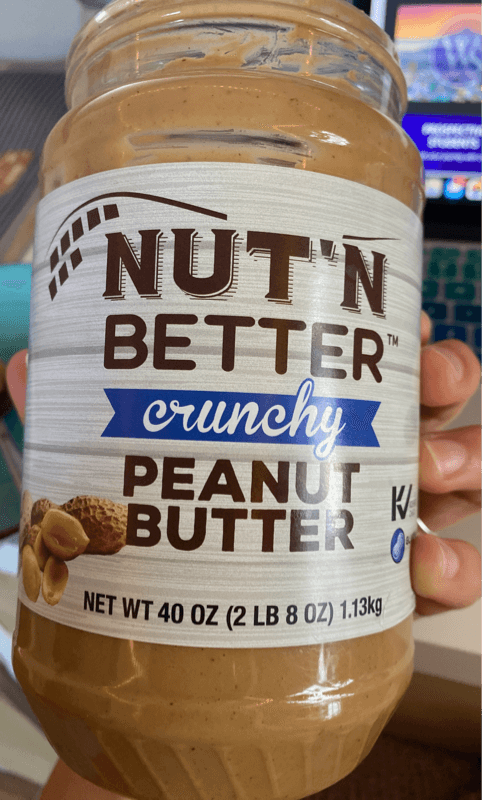 NUT'N
BETTER™
crunchy
PEANUT
BUTTER
NET WT 40 OZ (2 LB 8 OZ) 1.13kg